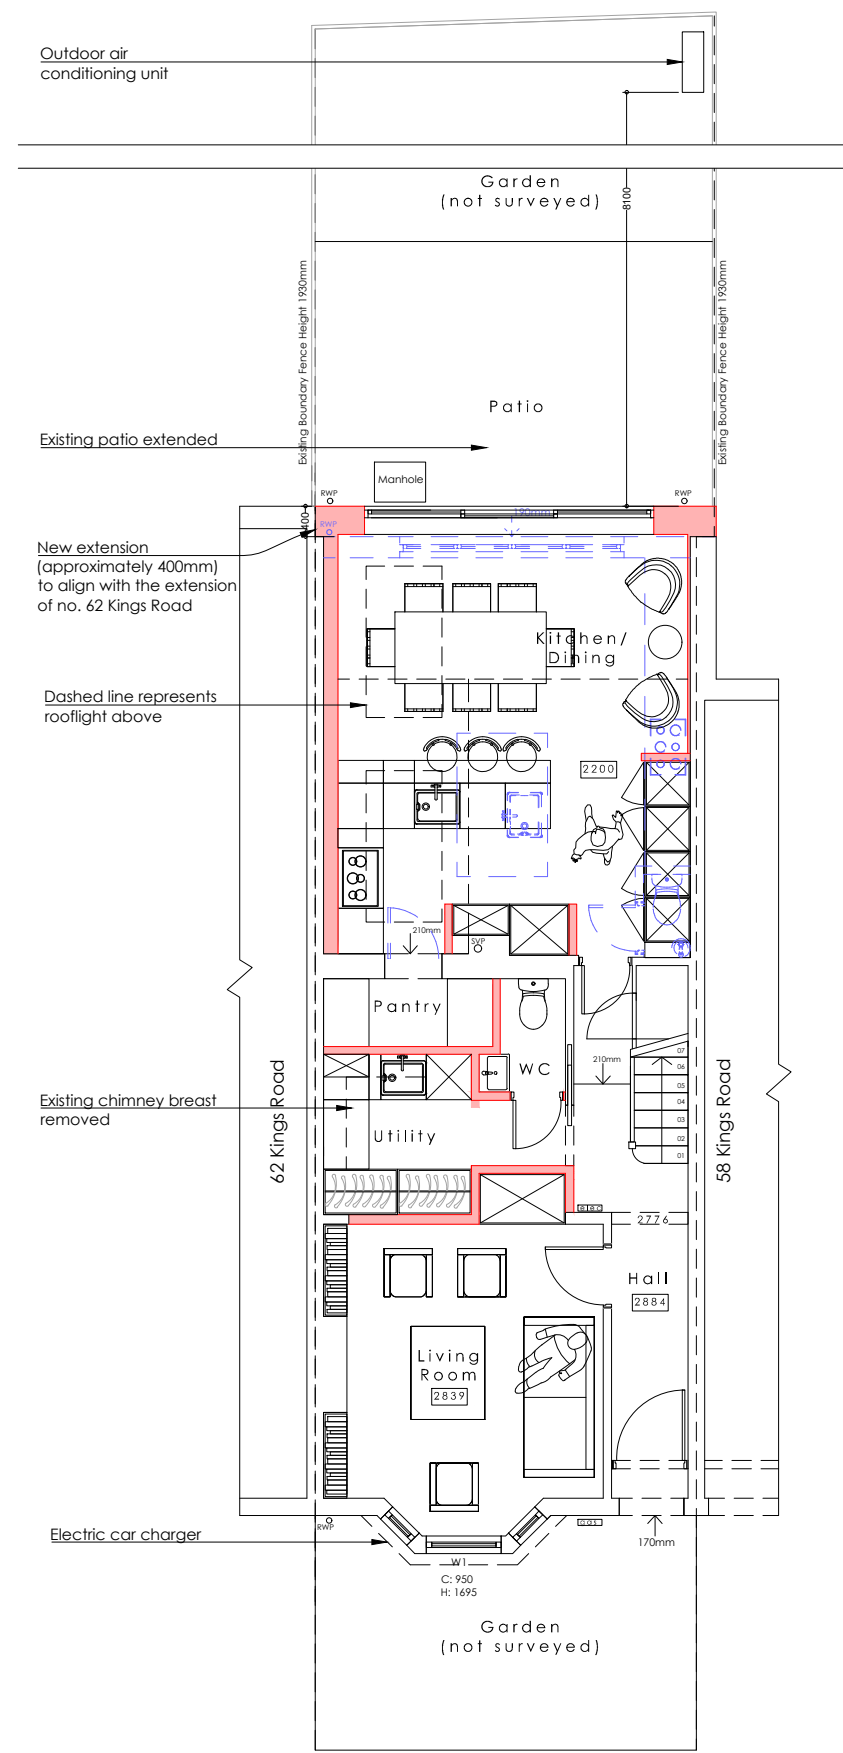 Outdoor air
conditioning unit
Garden
(not surveyed)
8100
Existing Boundary Fence Height 1930mm
Existing Boundary Fence Height 1930mm
Patio
Existing patio extended
Manhole
RWP
RWP
190mm
400
RWP
New extension
(approximately 400mm)
to align with the extension
of no. 62 Kings Road
Kitchen/
Dining
Dashed line represents
rooflight above
2200
210mm
SVP
Pantry
WC
210mm
07
06
05
04
03
02
01
Existing chimney breast
removed
Utility
62 Kings Road
58 Kings Road
elec
2776
Hall
2884
Living
Room
2839
Electric car charger
RWP
gas
170mm
W1
C: 950
H: 1695
Garden
(not surveyed)